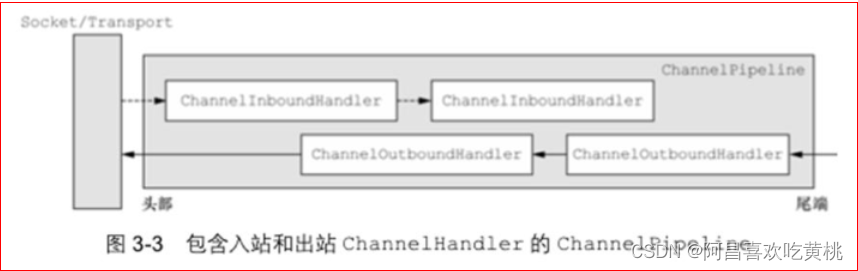 Socket/Transport
ChannelPipeline
ChannelInboundHandler
ChannelInboundHandler
ChannelOutboundHandler
ChannelOutboundHandler
头部
尾端
图 3-3 包含入站和出站 ChannelHandler 的 ChannelPipeline
CSDN @阿昌喜欢吃黄桃